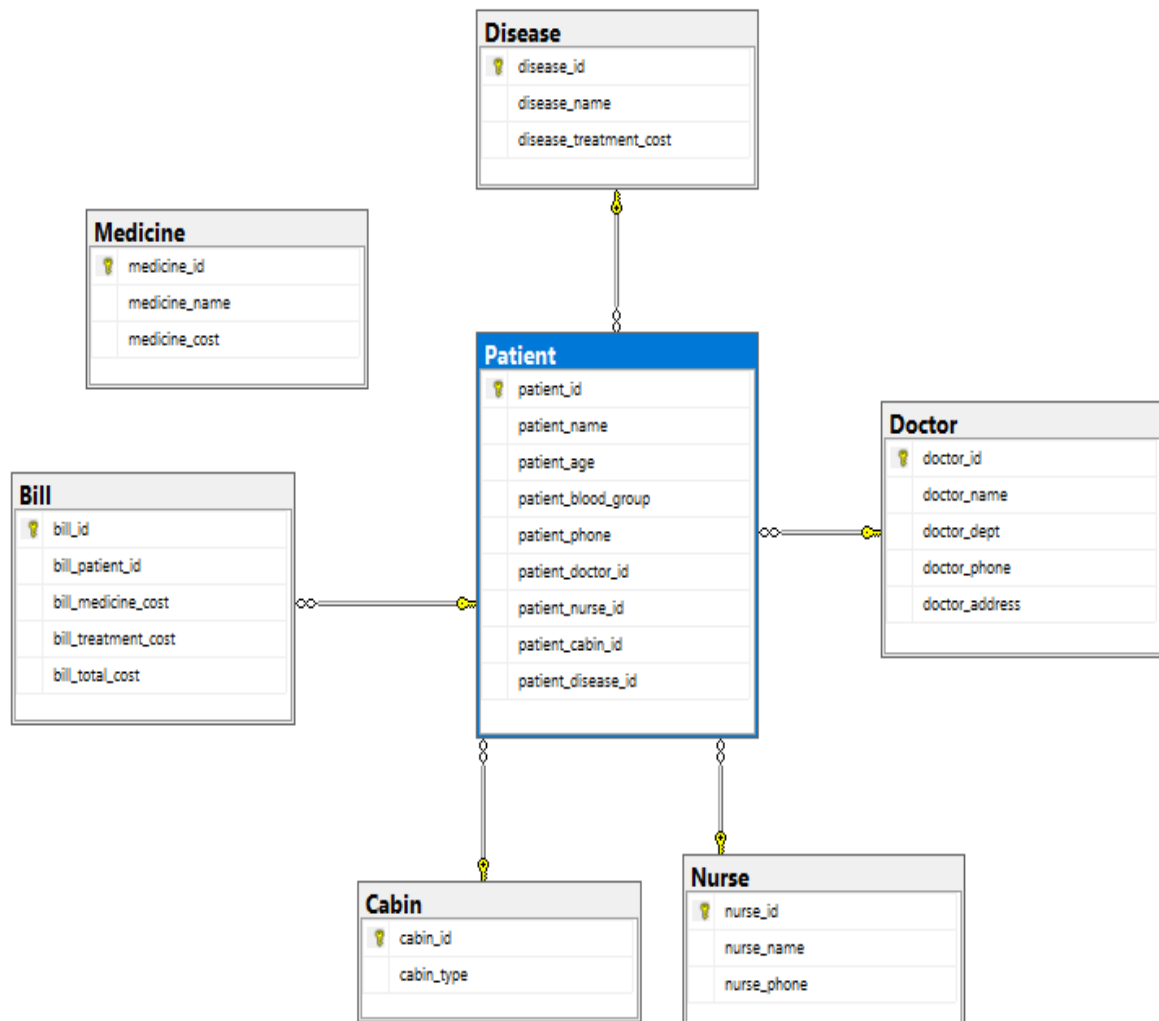 Disease
disease_id
disease_name
disease_treatment_cost
Medicine
medicine_id
medicine_name
medicine_cost
Patient
patient_id
patient_name
patient_age
patient_blood_group
patient_phone
patient_doctor_id
patient_nurse_id
patient_cabin_id
patient_disease_id
Doctor
doctor_id
doctor_name
doctor_dept
doctor_phone
doctor_address
Bill
bill_id
bill_patient_id
bill_medicine_cost
bill_treatment_cost
bill_total_cost
Cabin
cabin_id
cabin_type
Nurse
nurse_id
nurse_name
nurse_phone